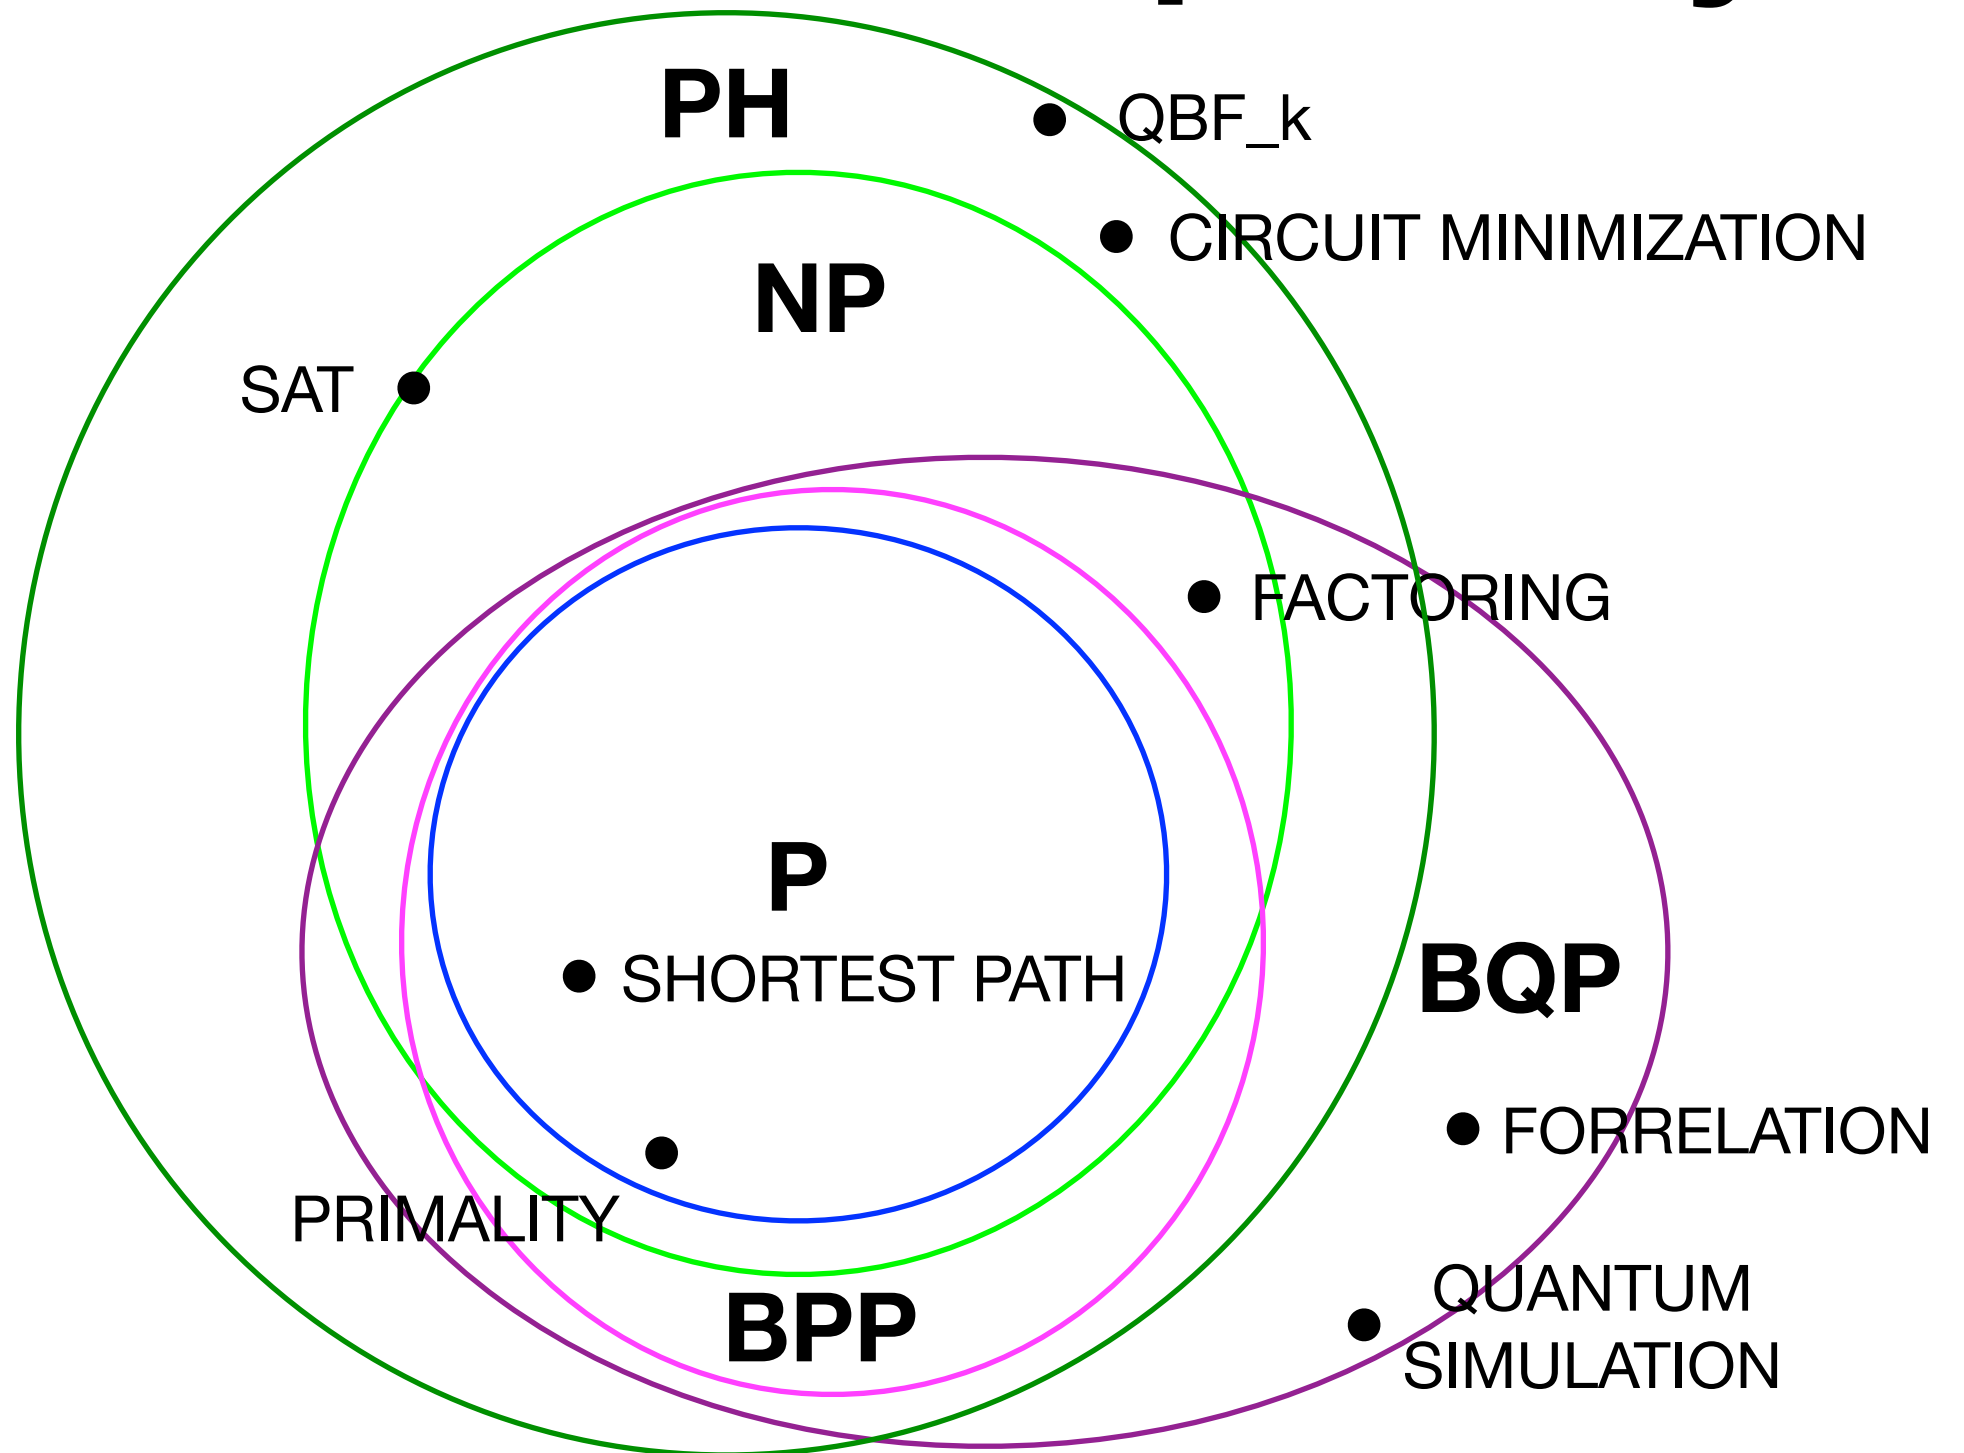 PH
QBF_k
CIRCUIT MINIMIZATION
NP
SAT
FACTORING
P
SHORTEST PATH
BQP
FORRELATION
PRIMALITY
QUANTUM
SIMULATION
BPP